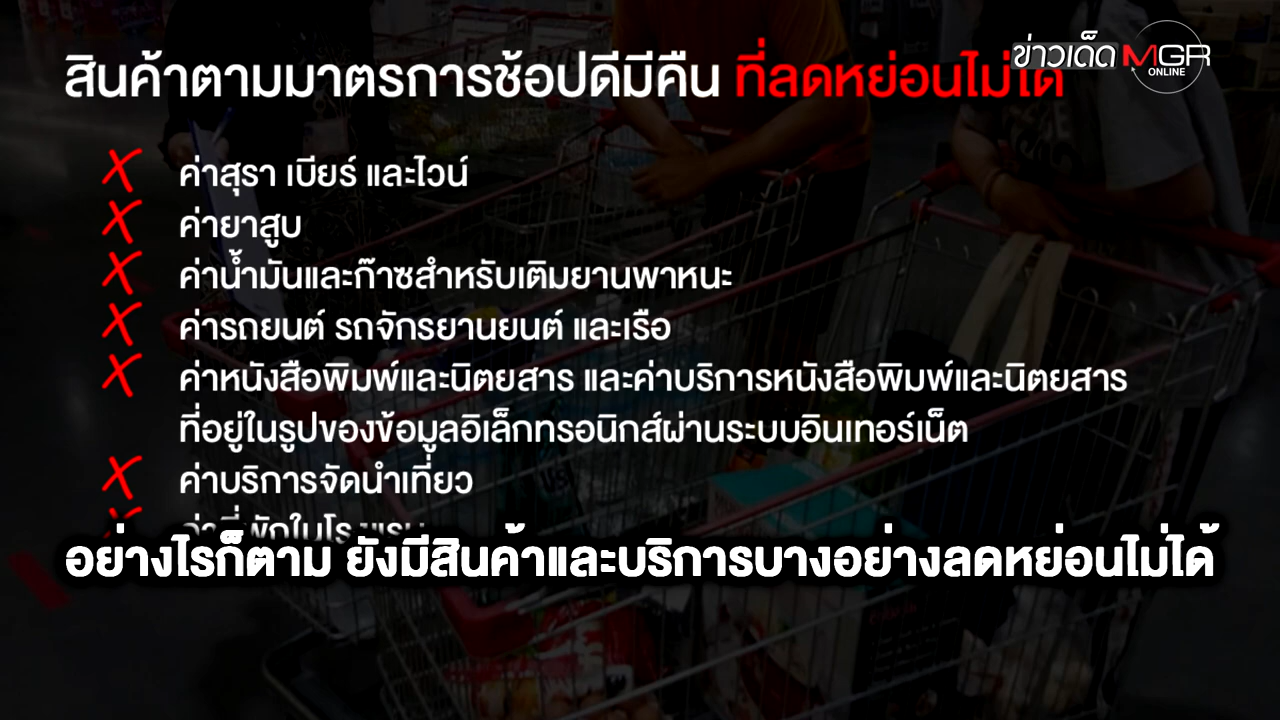 ข่าวเด็ด MGR ONLINE
สินค้าตามมาตรการช้อปดีมีคืน ที่ลดหย่อนไม่ได้
ค่าสุรา เบียร์ และไวน์
ค่ายาสูบ
ค่าน้ำมันและก๊าซสำหรับเติมยานพาหนะ
ค่ารถยนต์ รถจักรยานยนต์ และเรือ
ค่าหนังสือพิมพ์และนิตยสาร และค่าบริการหนังสือพิมพ์และนิตยสาร
ที่อยู่ในรูปของข้อมูลอิเล็กทรอนิกส์ผ่านระบบอินเทอร์เน็ต
ค่าบริการจัดนำเที่ยว
ค่าที่พักในโรงแรม
อย่างไรก็ตาม ยังมีสินค้าและบริการบางอย่างลดหย่อนไม่ได้